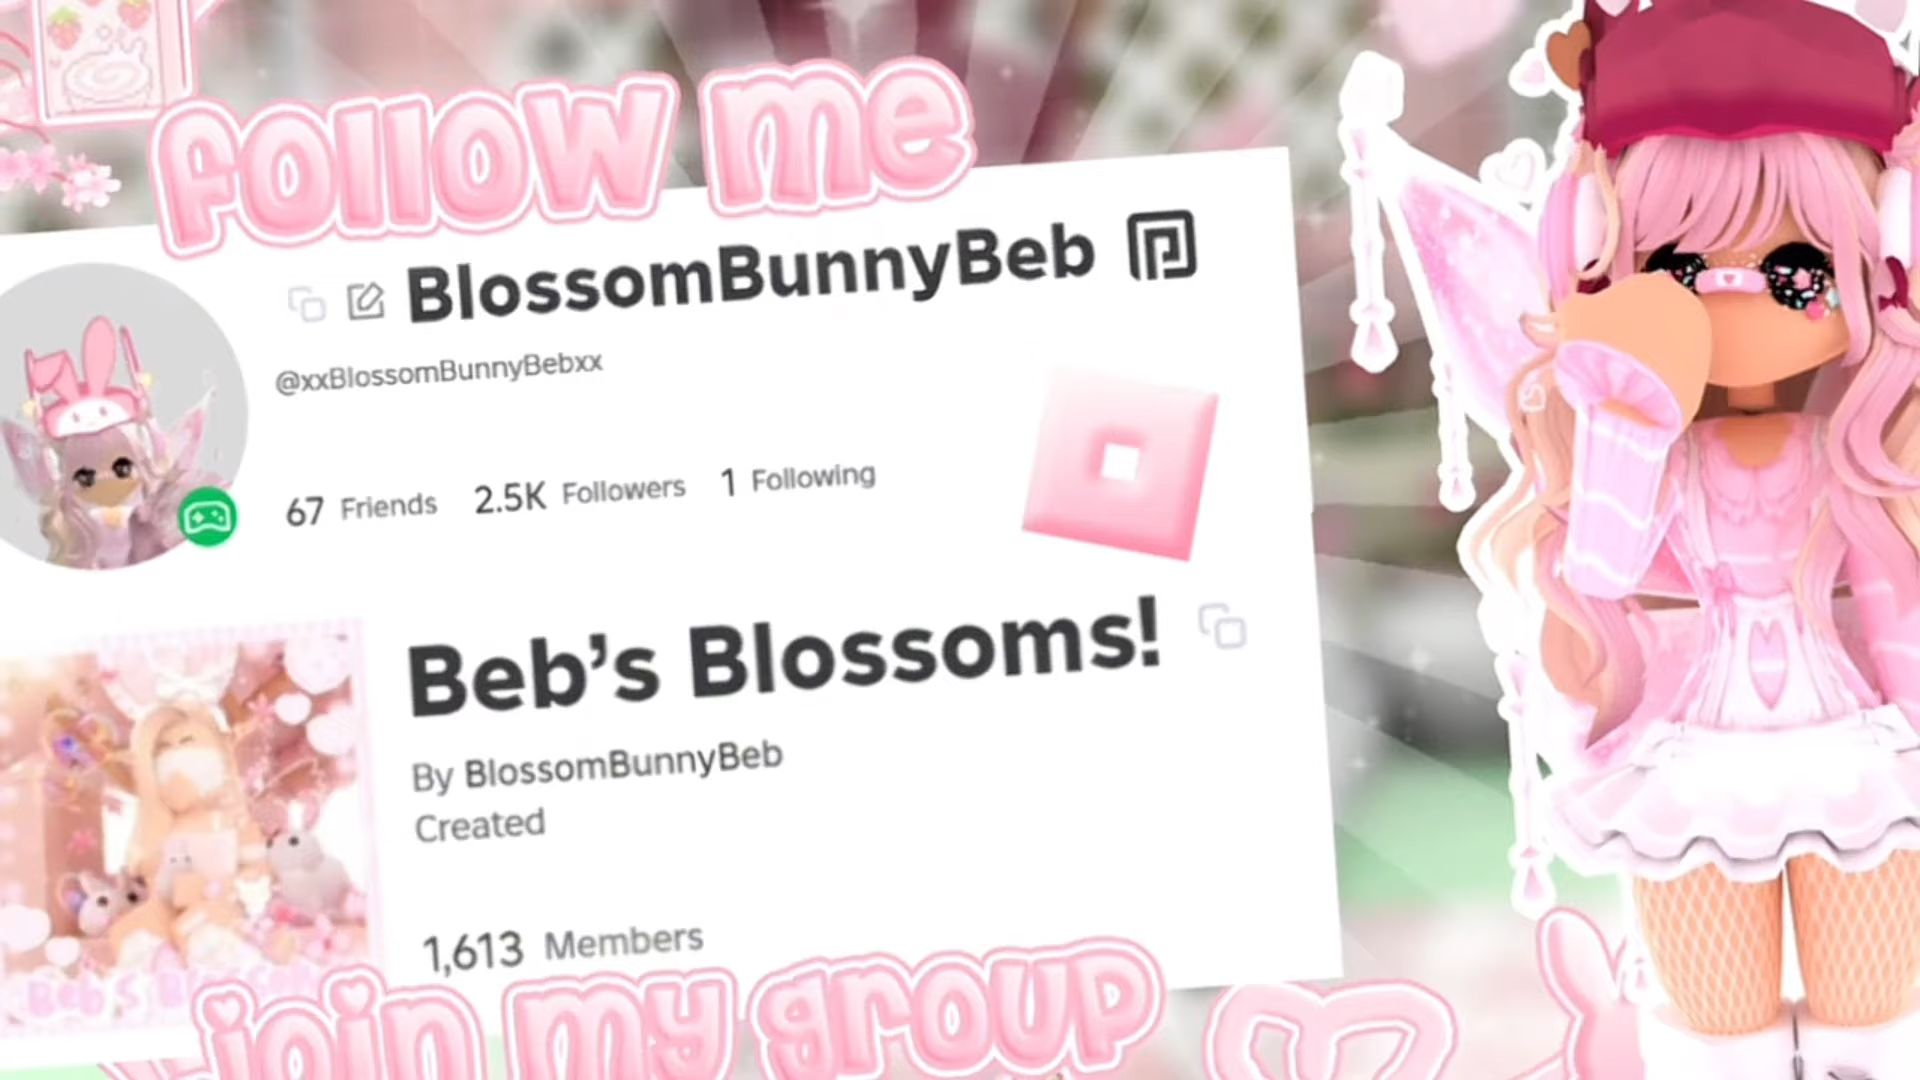 follow me
BlossomBunnyBeb
@xxBlossomBunnyBebxx
67 Friends 2.5K Followers 1 Following
Beb's Blossoms!
By BlossomBunnyBeb
Created
1,613 Members
Beb's
join my group